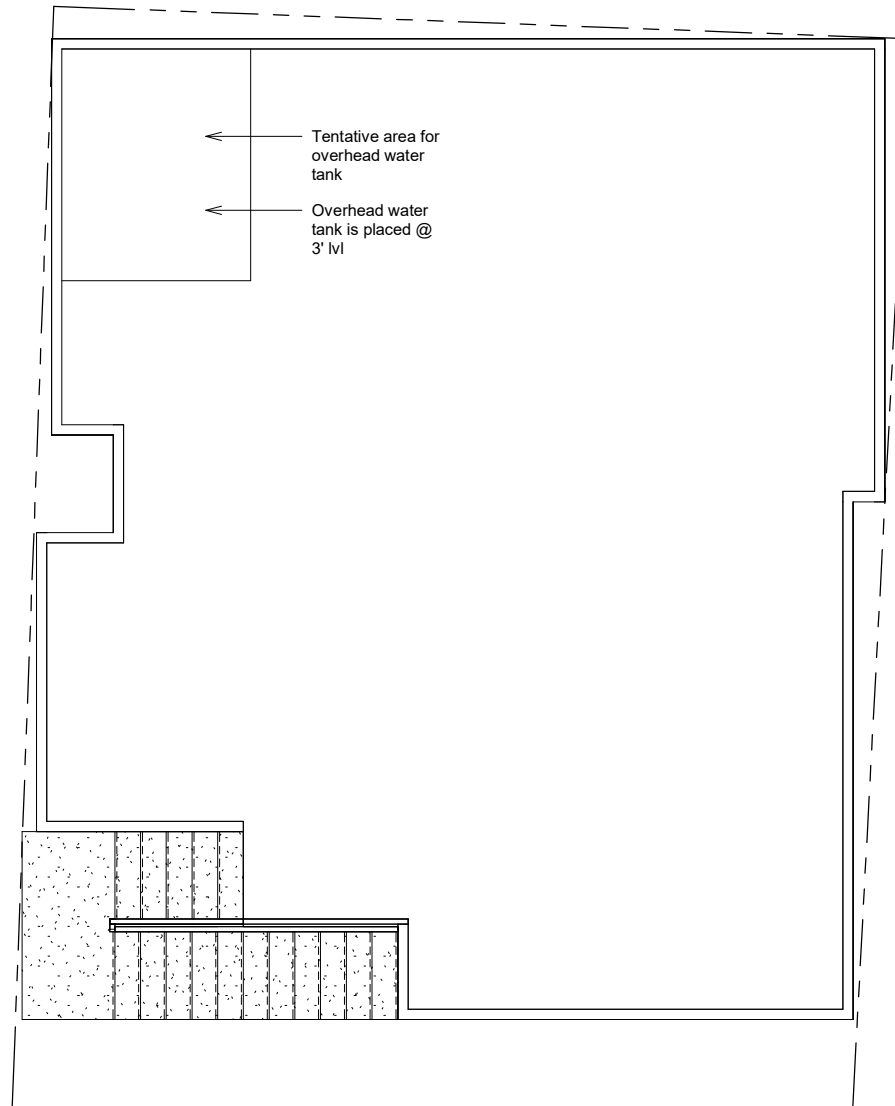 Tentative area for
overhead water
tank
Overhead water
tank is placed @
3' lvl